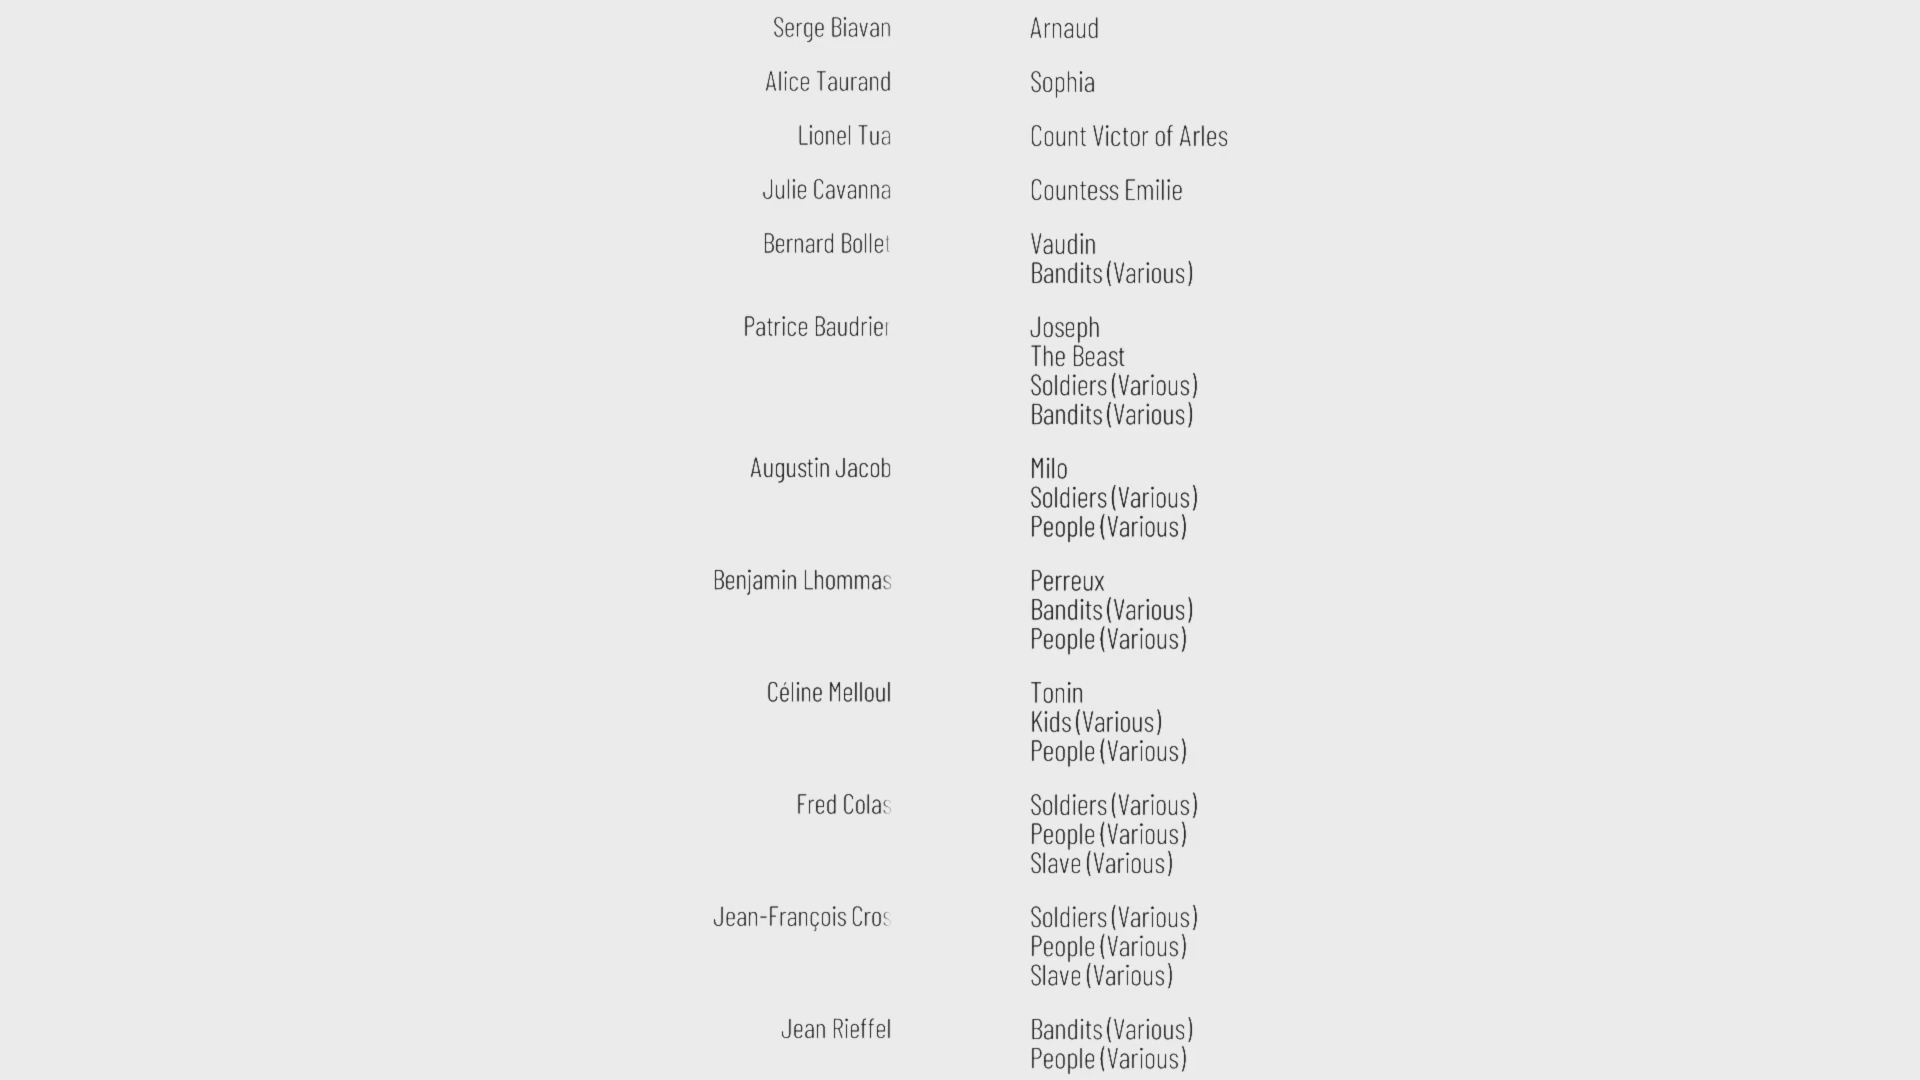 Serge Biavan Arnaud
Alice Taurand Sophia
Lionel Tua Count Victor of Arles
Julie Cavanna Countess Emilie
Bernard Bollet Vaudin
Bandits (Various)
Patrice Baudrier Joseph
The Beast
Soldiers (Various)
Bandits (Various)
Augustin Jacob Milo
Soldiers (Various)
People (Various)
Benjamin Lhommas Perreux
Bandits (Various)
People (Various)
Céline Melloul Tonin
Kids (Various)
People (Various)
Fred Colas Soldiers (Various)
People (Various)
Slave (Various)
Jean-François Cros Soldiers (Various)
People (Various)
Slave (Various)
Jean Rieffel Bandits (Various)
People (Various)